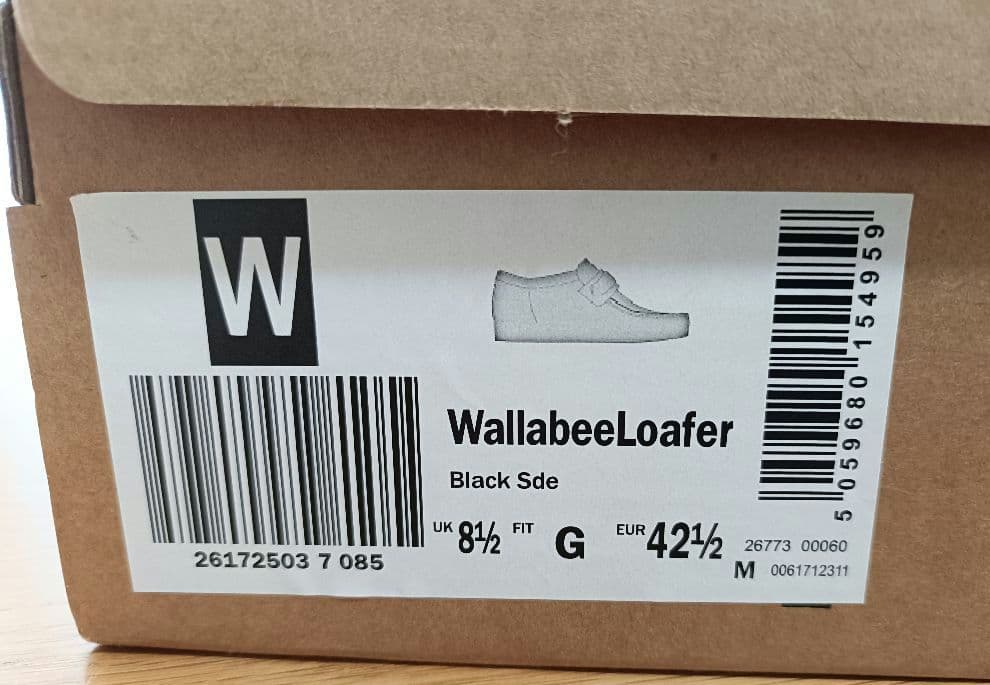 W
WallabeeLoafer
Black Sde
UK 8½ FIT G EUR 42½
26172503 7 085
5 059680 154959
26773 00060
M 0061712311